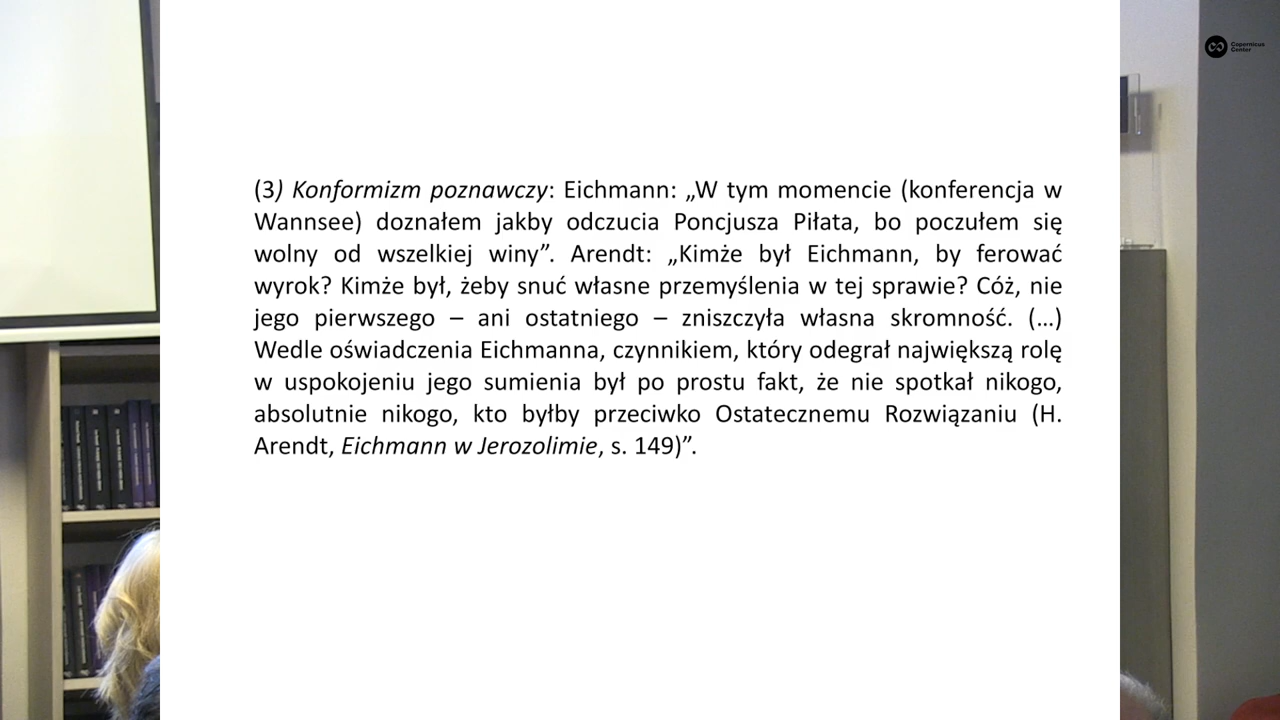 (3) Konformizm poznawczy: Eichmann: „W tym momencie (konferencja w
Wannsee) doznałem jakby odczucia Poncjusza Piłata, bo poczułem się
wolny od wszelkiej winy”. Arendt: „Kimże był Eichmann, by ferować
wyrok? Kimże był, żeby snuć własne przemyślenia w tej sprawie? Cóż, nie
jego pierwszego – ani ostatniego – zniszczyła własna skromność. (…)
Wedle oświadczenia Eichmanna, czynnikiem, który odegrał największą rolę
w uspokojeniu jego sumienia był po prostu fakt, że nie spotkał nikogo,
absolutnie nikogo, kto byłby przeciwko Ostatecznemu Rozwiązaniu (H.
Arendt, Eichmann w Jerozolimie, s. 149)”.
Copernicus
Center